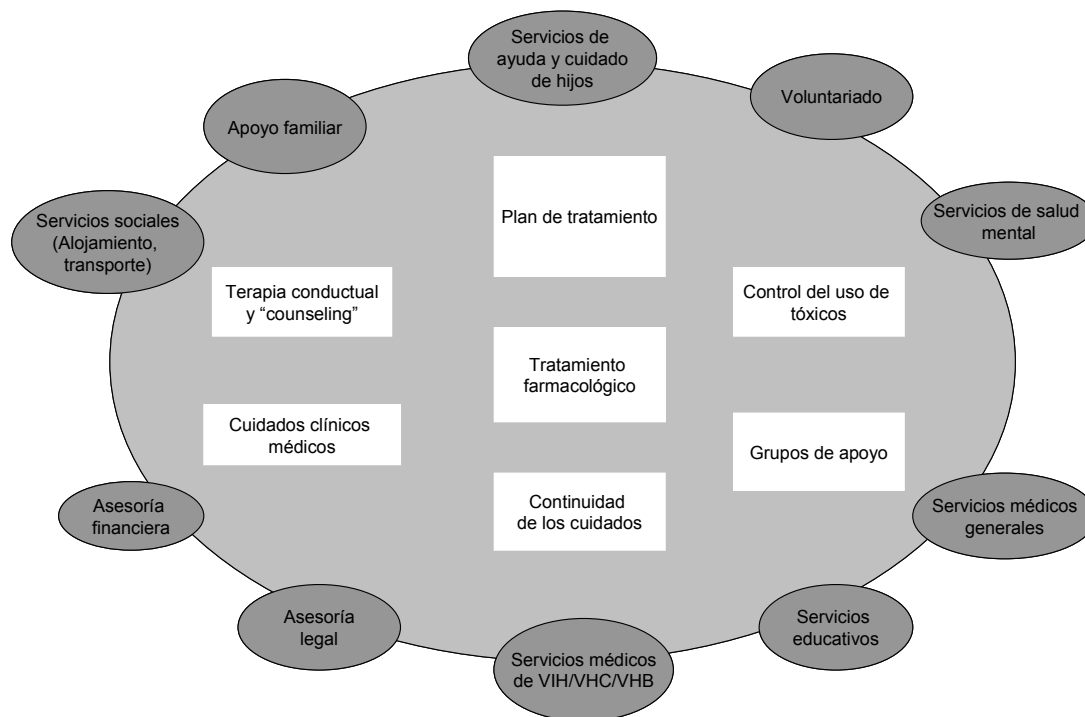 Servicios de
ayuda y cuidado
de hijos
Voluntariado
Apoyo familiar
Plan de tratamiento
Servicios sociales
(Alojamiento,
transporte)
Servicios de salud
mental
Terapia conductual
y “counseling”
Control del uso de
tóxicos
Tratamiento
farmacológico
Cuidados clínicos
médicos
Grupos de apoyo
Continuidad
de los cuidados
Asesoría
financiera
Servicios médicos
generales
Asesoría
legal
Servicios
educativos
Servicios médicos
de VIH/VHC/VHB